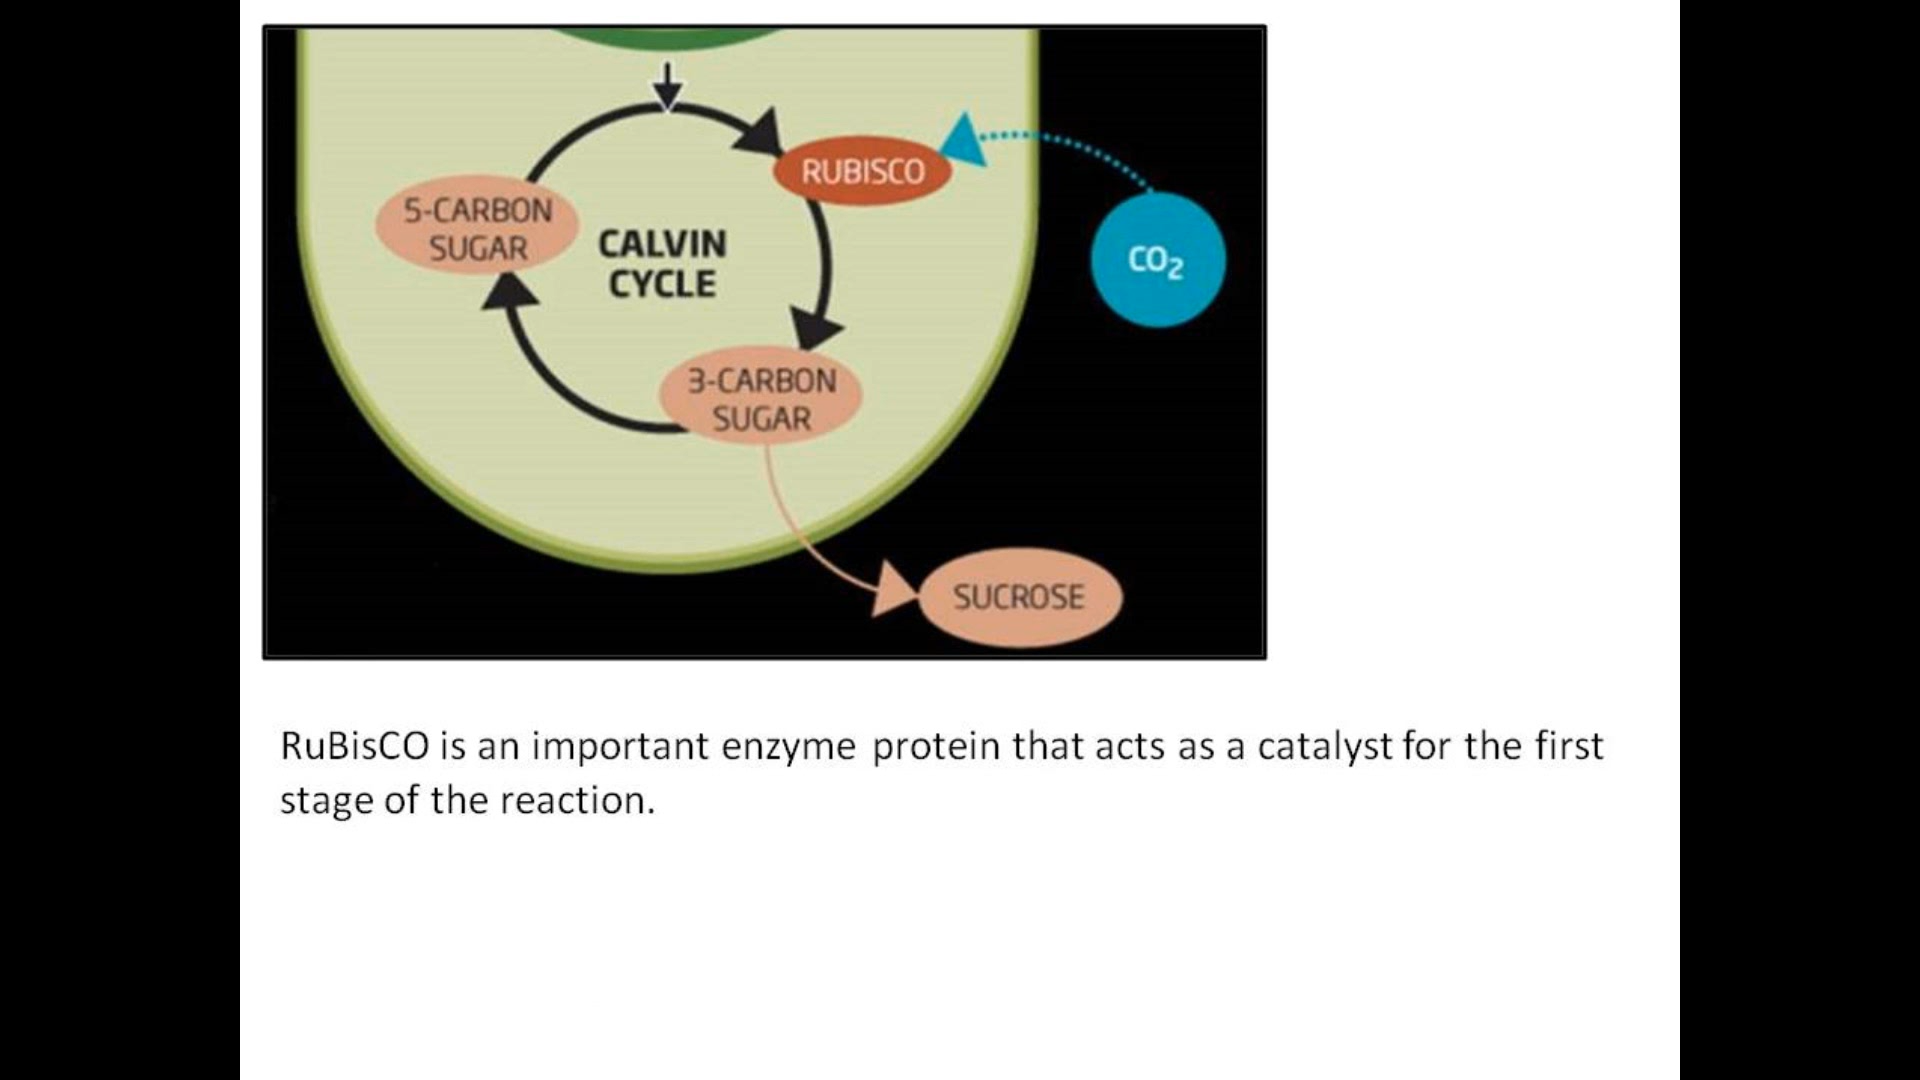 RUBISCO
5-CARBON
SUGAR
CALVIN
CYCLE
CO₂
3-CARBON
SUGAR
SUCROSE
RuBisCO is an important enzyme protein that acts as a catalyst for the first
stage of the reaction.